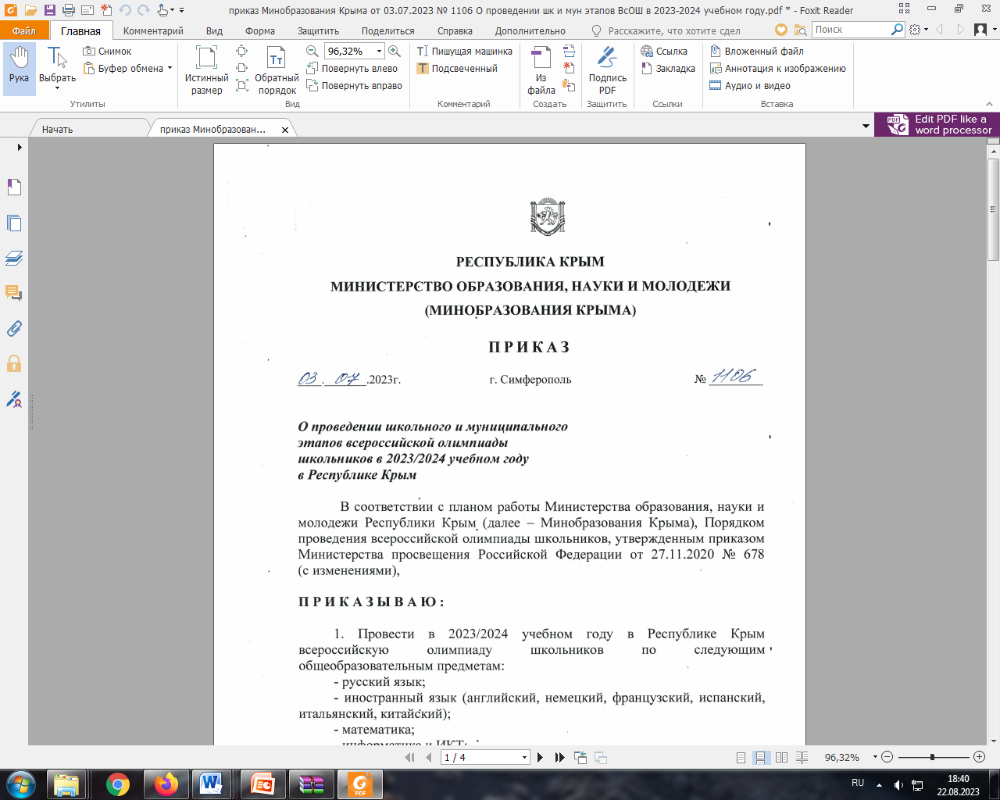 приказ Минобразования Крыма от 03.07.2023 № 1106 О проведении шк и мун этапов ВсОШ в 2023-2024 учебном году.pdf * - Foxit Reader
Файл Главная Комментарий Вид Форма Защитить Поделиться Справка Дополнительно Расскажите, что хотите сдел Поиск
Рука
Выбрать
Снимок
Буфер обмена
Утилиты
Истинный размер
Обратный порядок
96,32%
Повернуть влево
Повернуть вправо
Вид
Пишущая машинка
Подсвеченный
Комментарий
Из файла
Создать
Подпись PDF
Защитить
Ссылка
Закладка
Ссылки
Вложенный файл
Аннотация к изображению
Аудио и видео
Вставка
Начать
приказ Минобразован...
Edit PDF like a
word processor
РЕСПУБЛИКА КРЫМ
МИНИСТЕРСТВО ОБРАЗОВАНИЯ, НАУКИ И МОЛОДЕЖИ
(МИНОБРАЗОВАНИЯ КРЫМА)
П Р И К А З
03.07.2023г. г. Симферополь № 1106
О проведении школьного и муниципального
этапов всероссийской олимпиады
школьников в 2023/2024 учебном году
в Республике Крым
В соответствии с планом работы Министерства образования, науки и
молодежи Республики Крым (далее – Минобразования Крыма), Порядком
проведения всероссийской олимпиады школьников, утвержденным приказом
Министерства просвещения Российской Федерации от 27.11.2020 № 678
(с изменениями),
П Р И К А З Ы В А Ю :
1. Провести в 2023/2024 учебном году в Республике Крым
всероссийскую олимпиаду школьников по следующим
общеобразовательным предметам:
- русский язык;
- иностранный язык (английский, немецкий, французский, испанский,
итальянский, китайский);
- математика;
- информатика и ИКТ;
1 / 4
96,32%
RU
18:40
22.08.2023